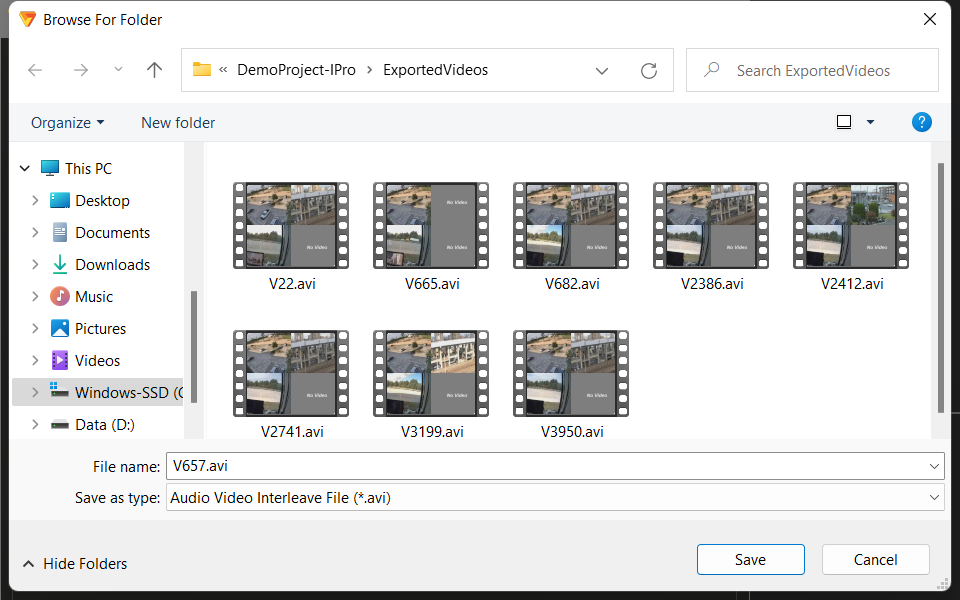 Browse For Folder
« DemoProject-IPro › ExportedVideos
Search ExportedVideos
Organize
New folder
?
This PC
Desktop
Documents
Downloads
Music
Pictures
Videos
Windows-SSD (C
Data (D:)
No Video
No Video No Video No Video No Video No Video
V22.avi V665.avi V682.avi V2386.avi V2412.avi
No Video No Video No Video
V2741.avi V3199.avi V3950.avi
File name: V657.avi
Save as type: Audio Video Interleave File (*.avi)
Hide Folders
Save
Cancel